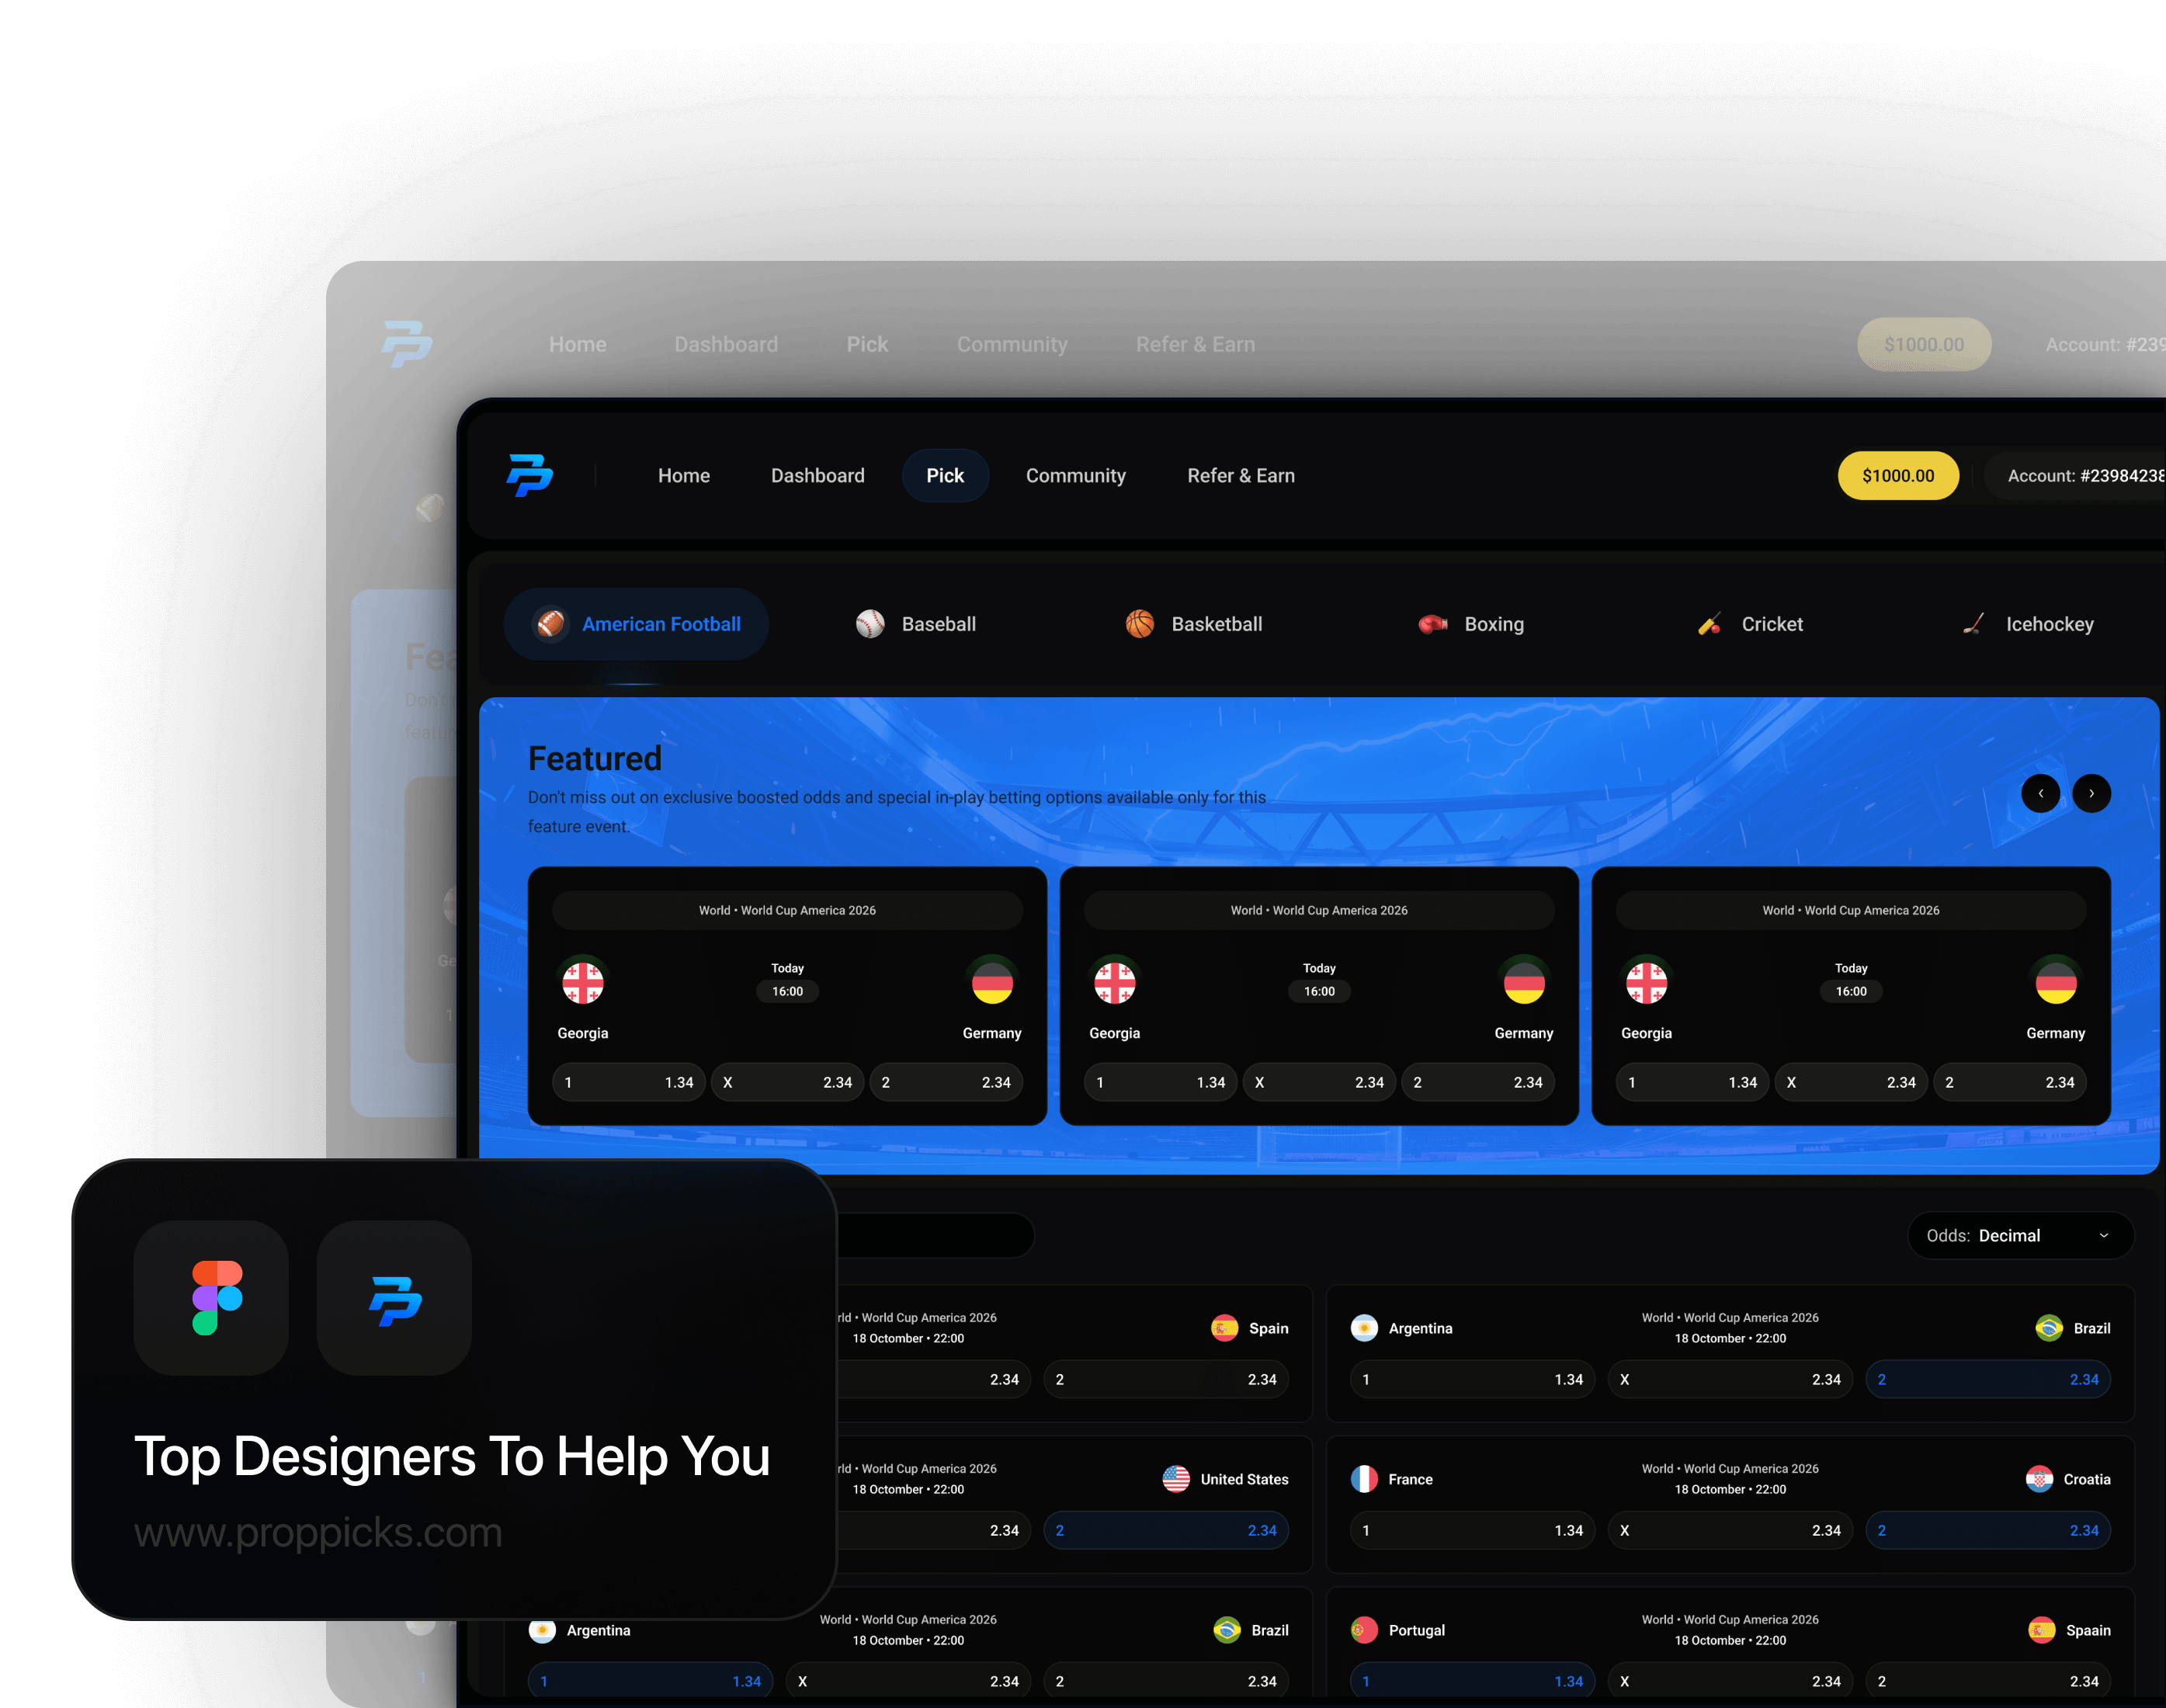 Home Dashboard Pick Community Refer & Earn $1000.00 Account: #239
Home Dashboard Pick Community Refer & Earn $1000.00 Account: #23984238
American Football Baseball Basketball Boxing Cricket Icehockey
Featured
Don't miss out on exclusive boosted odds and special in-play betting options available only for this
feature event.
World • World Cup America 2026
Today
16:00
Georgia Germany
1 1.34 X 2.34 2 2.34
World • World Cup America 2026
Today
16:00
Georgia Germany
1 1.34 X 2.34 2 2.34
World • World Cup America 2026
Today
16:00
Georgia Germany
1 1.34 X 2.34 2 2.34
Odds: Decimal
World Cup America 2026
18 Octomber • 22:00
Spain
2.34 2 2.34
Argentina
World • World Cup America 2026
18 Octomber • 22:00
Brazil
1 1.34 X 2.34 2 2.34
World Cup America 2026
18 Octomber • 22:00
United States
2.34 2 2.34
France
World • World Cup America 2026
18 Octomber • 22:00
Croatia
1 1.34 X 2.34 2 2.34
Argentina
World • World Cup America 2026
18 Octomber • 22:00
Brazil
1 1.34 X 2.34 2 2.34
Portugal
World • World Cup America 2026
18 Octomber • 22:00
Spaain
1 1.34 X 2.34 2 2.34
Top Designers To Help You
www.proppicks.com